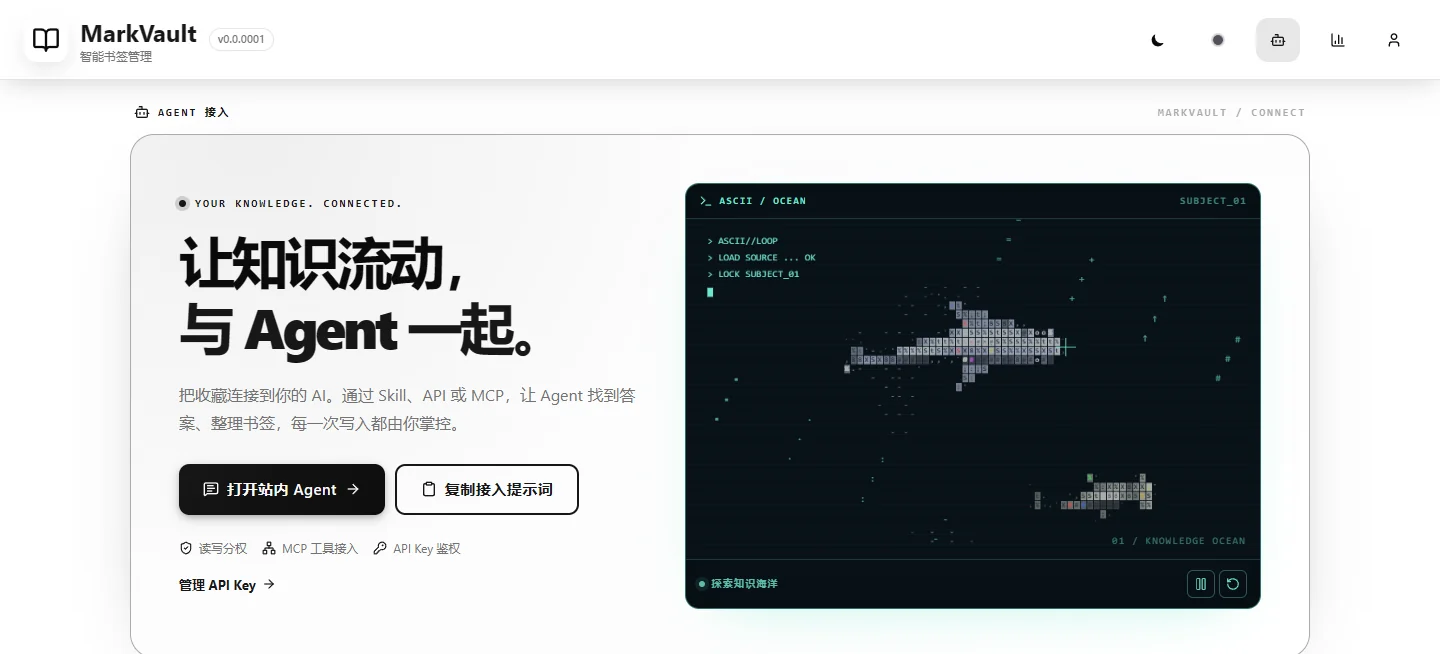 MarkVault
v0.0.0001
智能书签管理
AGENT 接入
MARKVAULT / CONNECT
YOUR KNOWLEDGE. CONNECTED.
让知识流动，
与 Agent 一起。
把收藏连接到你的 AI。通过 Skill、API 或 MCP，让 Agent 找到答
案、整理书签，每一次写入都由你掌控。
打开站内 Agent →
复制接入提示词
读写分权
MCP 工具接入
API Key 鉴权
管理 API Key →
>_ ASCII / OCEAN
SUBJECT_01
> ASCII//LOOP
> LOAD SOURCE ... OK
> LOCK SUBJECT_01
01 / KNOWLEDGE OCEAN
探索知识海洋